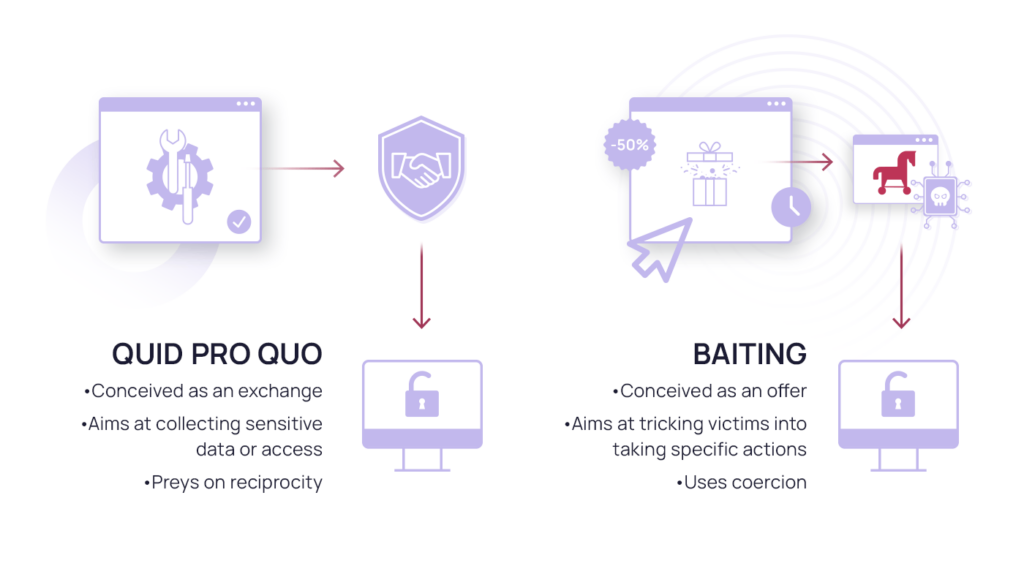 -50%
QUID PRO QUO
•Conceived as an exchange
•Aims at collecting sensitive
data or access
•Preys on reciprocity
BAITING
•Conceived as an offer
•Aims at tricking victims into
taking specific actions
•Uses coercion